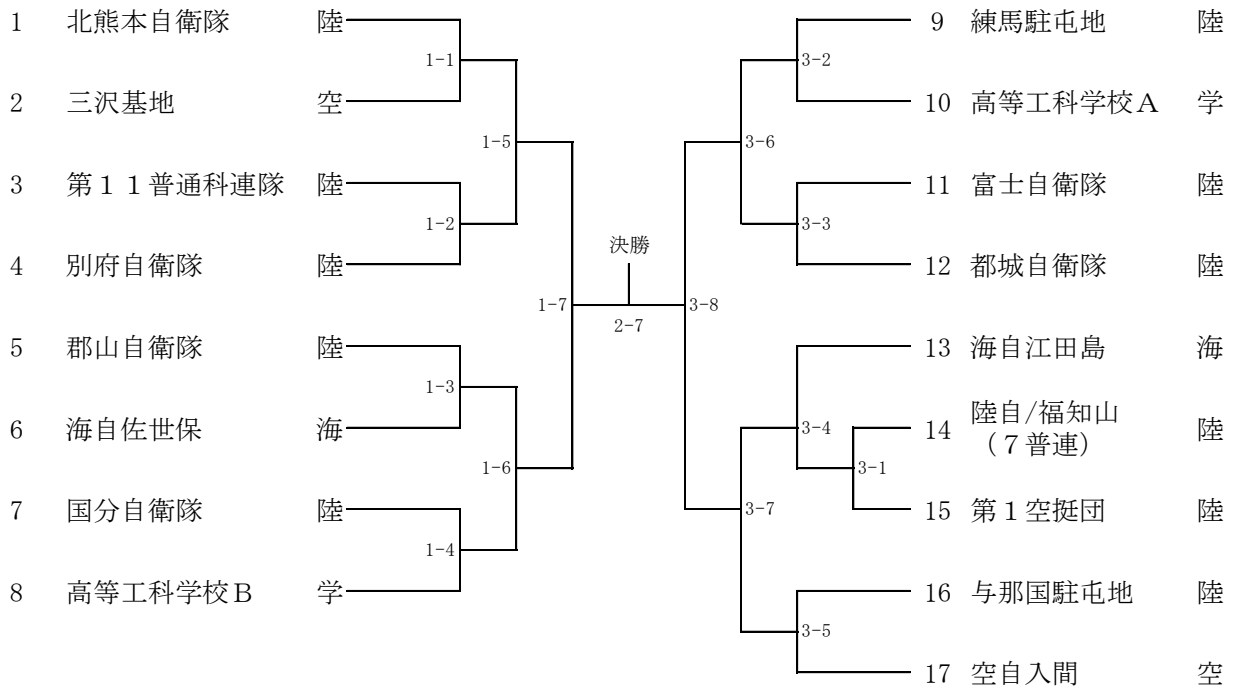 1 北熊本自衛隊 陸
2 三沢基地 空
3 第１１普通科連隊 陸
4 別府自衛隊 陸
5 郡山自衛隊 陸
6 海自佐世保 海
7 国分自衛隊 陸
8 高等工科学校Ｂ 学
1-1
1-2
1-3
1-4
1-5
1-6
1-7
決勝
2-7
3-8
3-6
3-7
3-2
3-3
3-4
3-1
3-5
9 練馬駐屯地 陸
10 高等工科学校Ａ 学
11 富士自衛隊 陸
12 都城自衛隊 陸
13 海自江田島 海
14 陸自/福知山 陸
（７普連）
15 第１空挺団 陸
16 与那国駐屯地 陸
17 空自入間 空